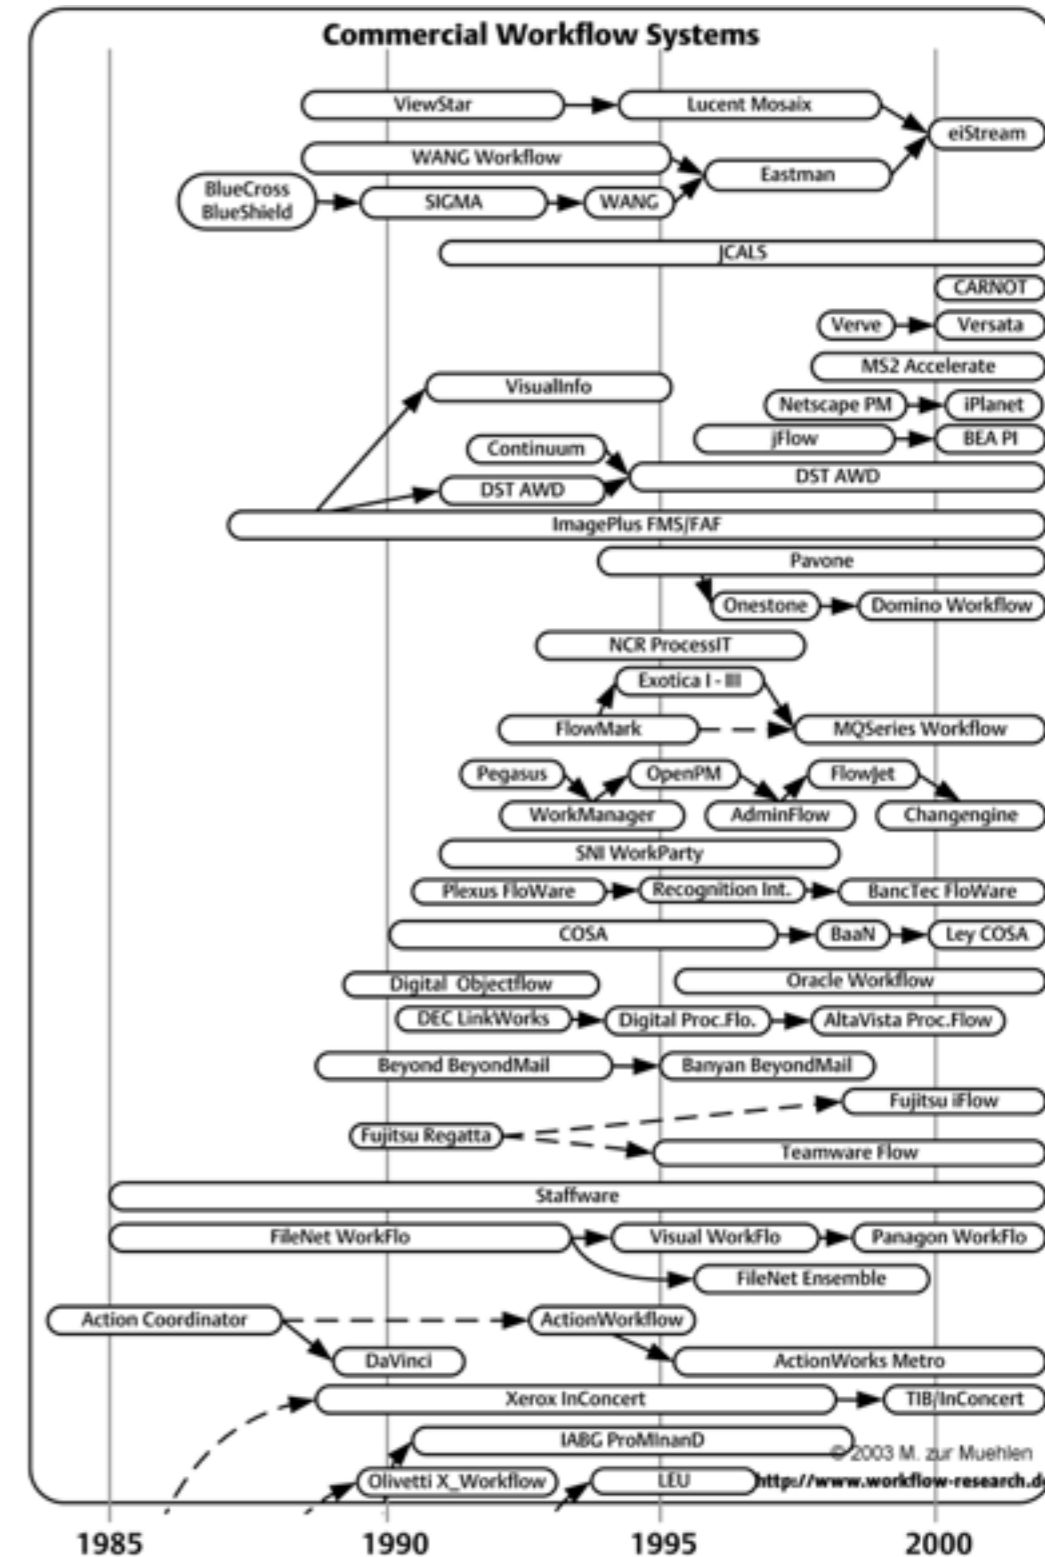 Commercial Workflow Systems
ViewStar
Lucent Mosaix
eiStream
WANG Workflow
Eastman
BlueCross
BlueShield
SIGMA
WANG
JCALS
CARNOT
Verve
Versata
MS2 Accelerate
VisualInfo
Netscape PM
iPlanet
jFlow
BEA PI
Continuum
DST AWD
DST AWD
ImagePlus FMS/FAF
Pavone
Onestone
Domino Workflow
NCR ProcessIT
Exotica I - III
FlowMark
MQSeries Workflow
Pegasus
OpenPM
FlowJet
WorkManager
AdminFlow
Changengine
SNI WorkParty
Plexus FloWare
Recognition Int.
BancTec FloWare
COSA
BaaN
Ley COSA
Digital Objectflow
Oracle Workflow
DEC LinkWorks
Digital Proc.Flo.
AltaVista Proc.Flow
Beyond BeyondMail
Banyan BeyondMail
Fujitsu iFlow
Fujitsu Regatta
Teamware Flow
Staffware
FileNet WorkFlo
Visual WorkFlo
Panagon WorkFlo
FileNet Ensemble
Action Coordinator
ActionWorkflow
DaVinci
ActionWorks Metro
Xerox InConcert
TIB/InConcert
IABG ProMInanD
© 2003 M. zur Muehlen
Olivetti X_Workflow
LEU
http://www.workflow-research.de
1985
1990
1995
2000